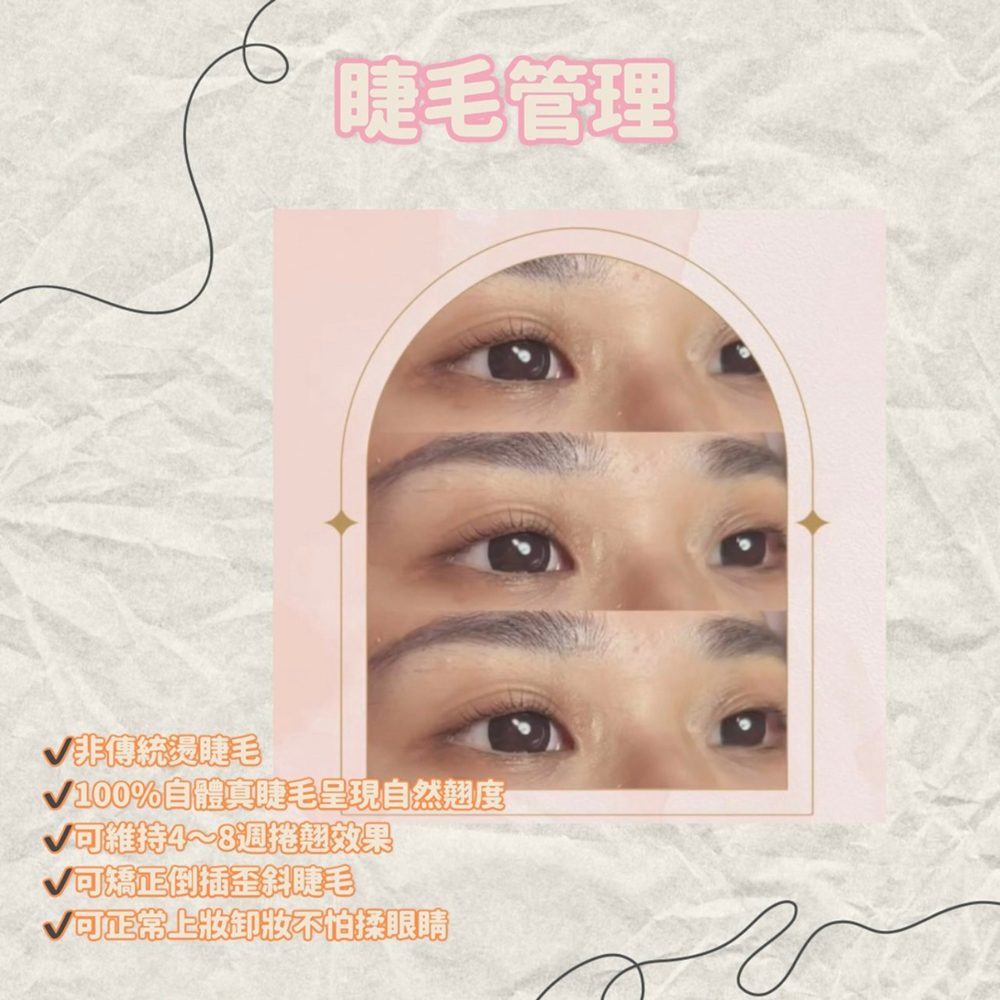 睫毛管理
✔非傳統燙睫毛
✔100%自體真睫毛呈現自然翹度
✔可維持4～8週捲翹效果
✔可矯正倒插歪斜睫毛
✔可正常上妝卸妝不怕揉眼睛